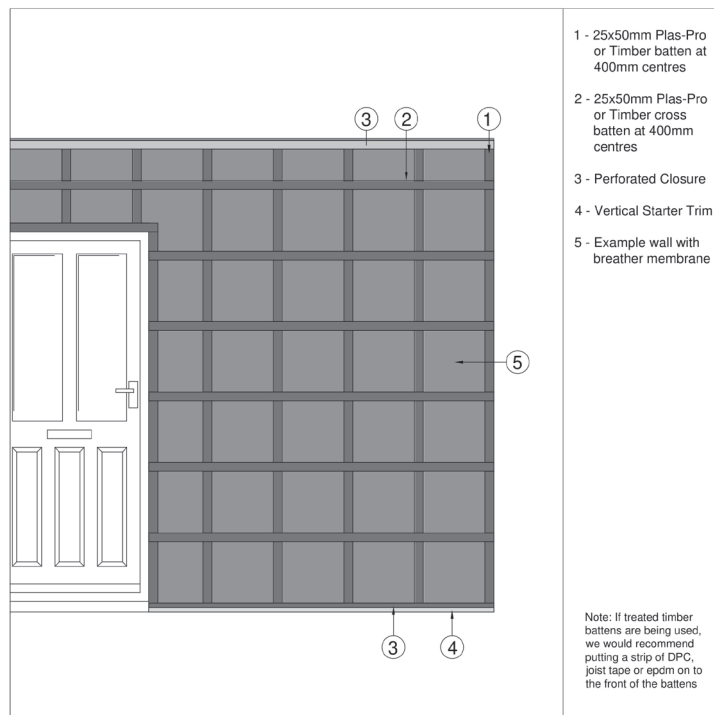 3
2
1
5
3
4
1 - 25x50mm Plas-Pro
or Timber batten at
400mm centres
2 - 25x50mm Plas-Pro
or Timber cross
batten at 400mm
centres
3 - Perforated Closure
4 - Vertical Starter Trim
5 - Example wall with
breather membrane
Note: If treated timber
battens are being used,
we would recommend
putting a strip of DPC,
joist tape or epdm on to
the front of the battens